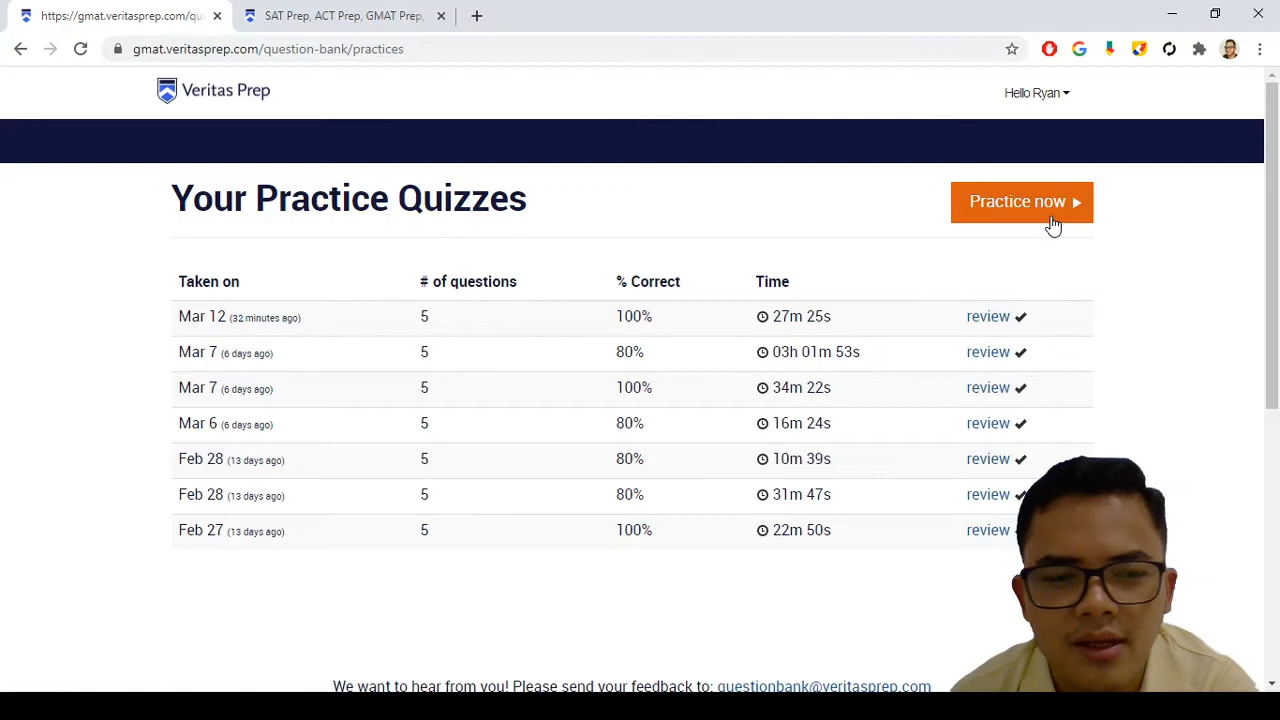 https://gmat.veritasprep.com/qu
SAT Prep, ACT Prep, GMAT Prep,
gmat.veritasprep.com/question-bank/practices
Veritas Prep
Hello Ryan
Your Practice Quizzes
Practice now
Taken on # of questions % Correct Time
Mar 12 (32 minutes ago) 5 100% 27m 25s review
Mar 7 (6 days ago) 5 80% 03h 01m 53s review
Mar 7 (6 days ago) 5 100% 34m 22s review
Mar 6 (6 days ago) 5 80% 16m 24s review
Feb 28 (13 days ago) 5 80% 10m 39s review
Feb 28 (13 days ago) 5 80% 31m 47s review
Feb 27 (13 days ago) 5 100% 22m 50s review
We want to hear from you! Please send your feedback to: questionbank@veritasprep.com